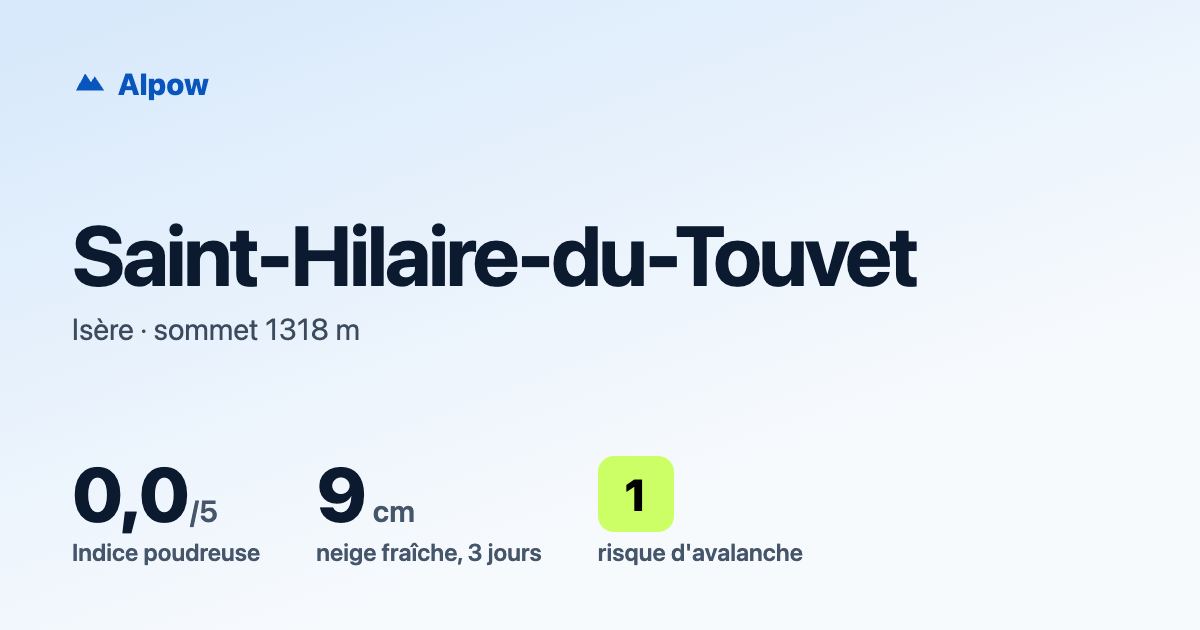 Alpow
Saint-Hilaire-du-Touvet
Isère · sommet 1318 m
0,0/5
Indice poudreuse
9 cm
neige fraîche, 3 jours
1
risque d'avalanche